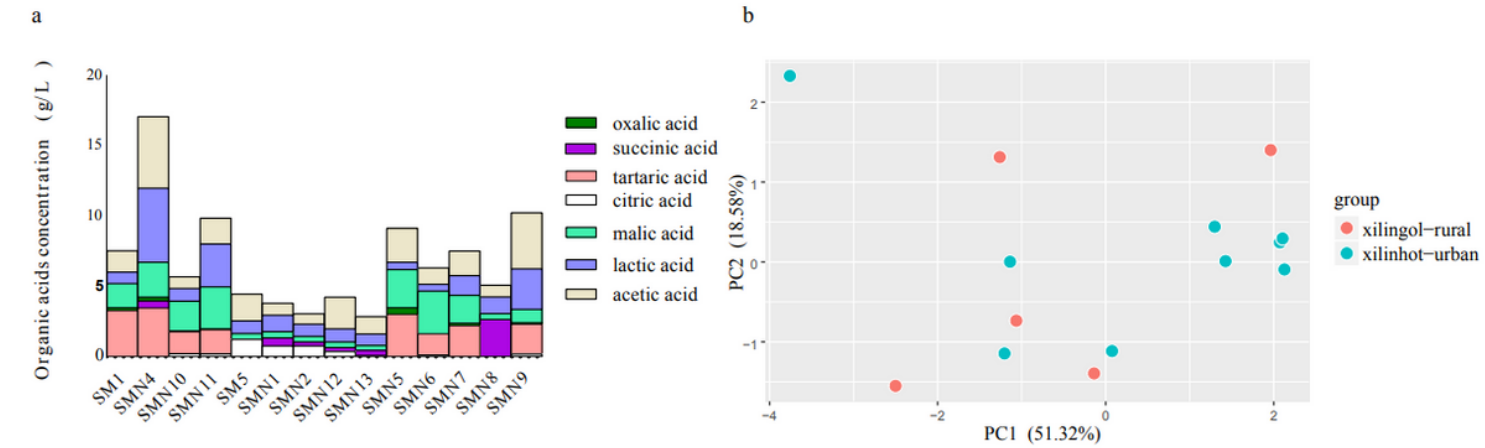 a
Organic acids concentration (g/L)
20
15
10
5
0
SM1
SMN4
SMN10
SMN11
SM5
SMN1
SMN2
SMN12
SMN13
SMN5
SMN6
SMN7
SMN8
SMN9
oxalic acid
succinic acid
tartaric acid
citric acid
malic acid
lactic acid
acetic acid
b
PC2 (18.58%)
2
1
0
−1
−4
−2
0
2
PC1 (51.32%)
group
xilingol−rural
xilinhot−urban